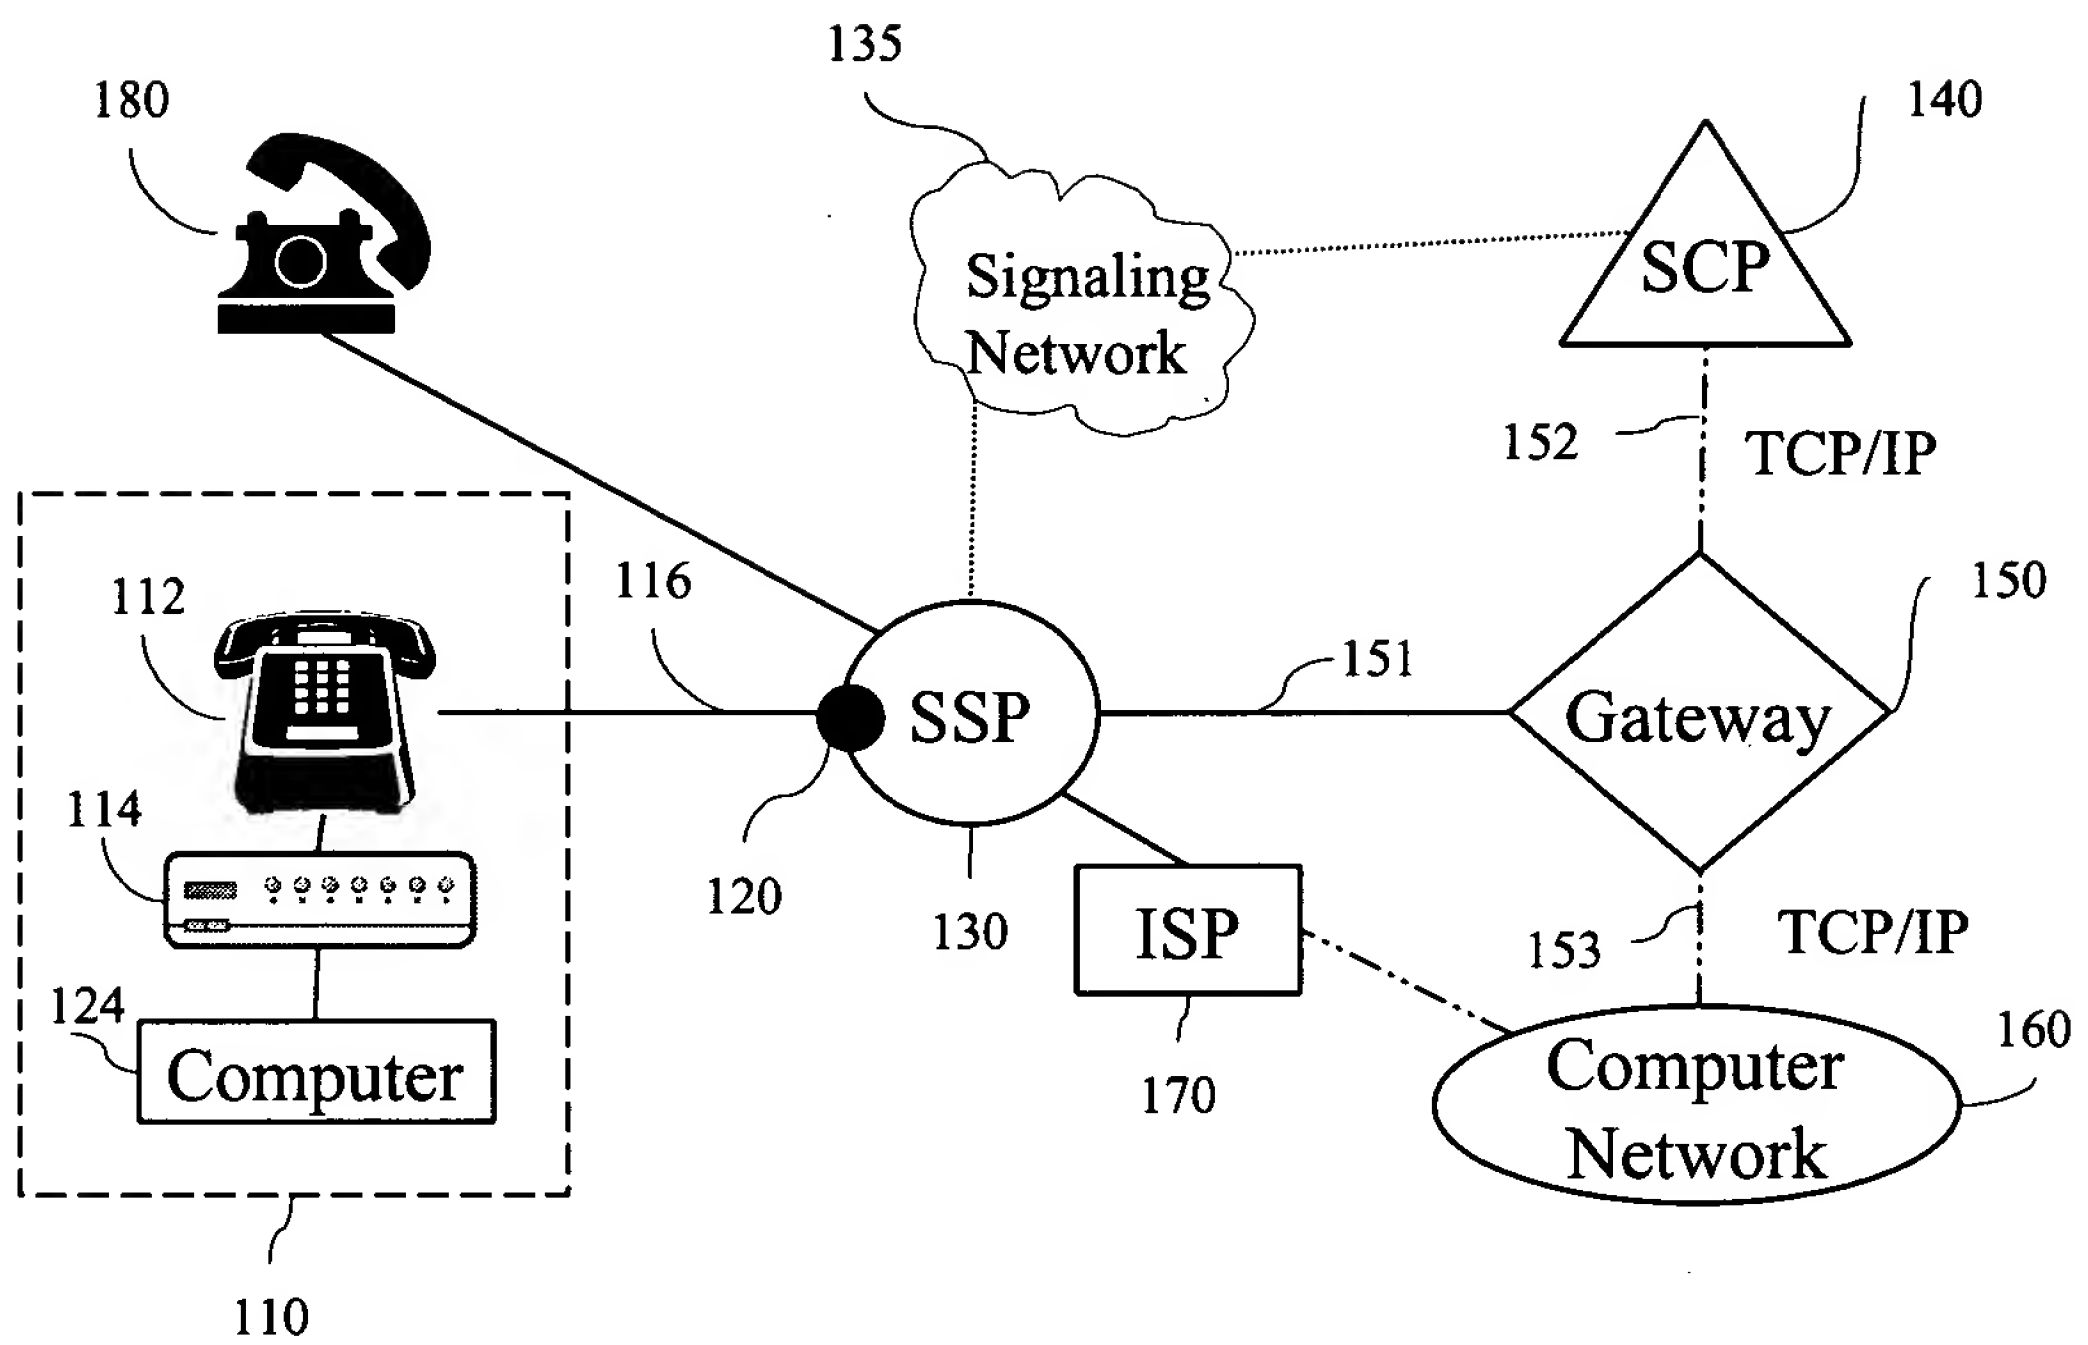 135
180
140
Signaling
Network
SCP
152
TCP/IP
112
116
150
151
SSP
Gateway
114
120
130
ISP
153
TCP/IP
124
Computer
160
Computer
Network
170
110